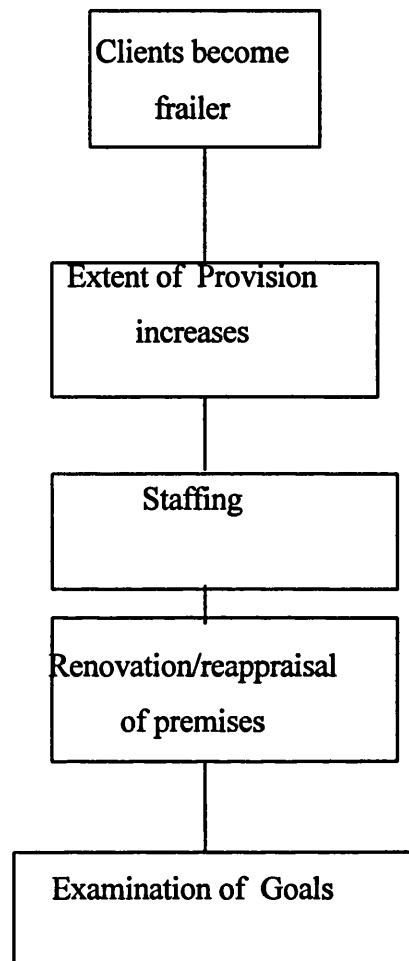 Clients become
frailer
Extent of Provision
increases
Staffing
Renovation/reappraisal
of premises
Examination of Goals